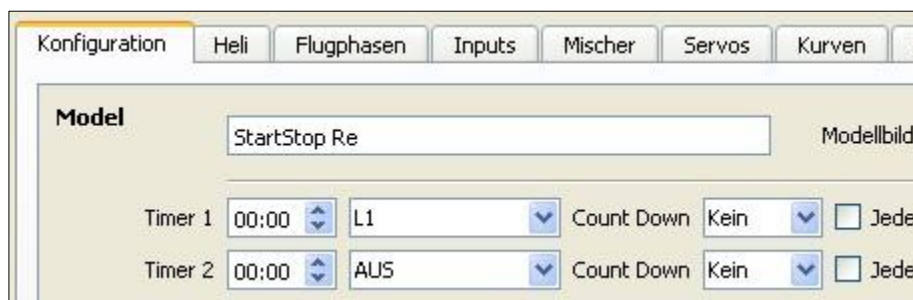 Konfiguration Heli Flugphasen Inputs Mischer Servos Kurven
Model
StartStop Re Modellbild
Timer 1 00:00 L1 Count Down Kein Jede
Timer 2 00:00 AUS Count Down Kein Jede